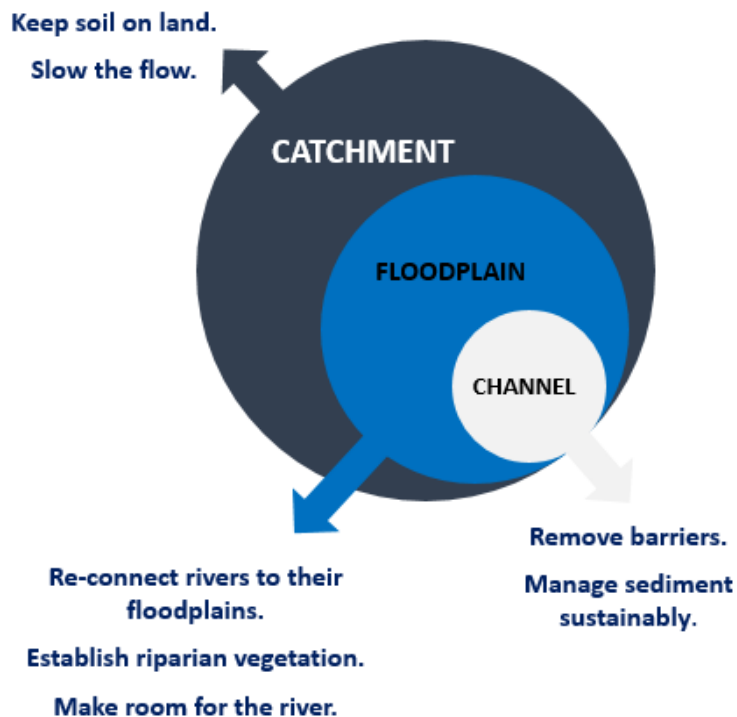 Keep soil on land.
Slow the flow.
CATCHMENT
FLOODPLAIN
CHANNEL
Remove barriers.
Manage sediment
sustainably.
Re-connect rivers to their
floodplains.
Establish riparian vegetation.
Make room for the river.